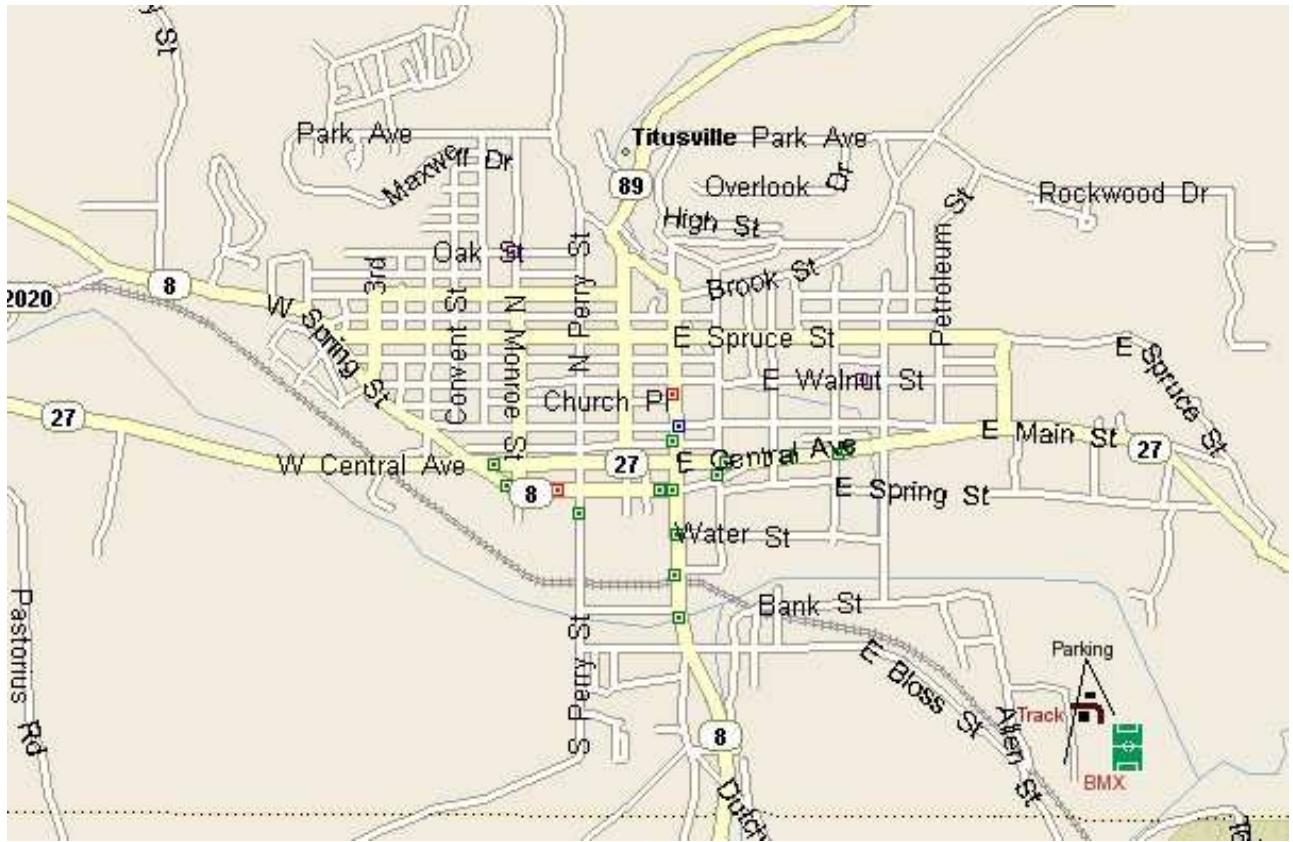 y St
Park Ave
Titusville
Park Ave
Maxwell Dr
89
Overlook Dr
Rockwood Dr
High St
Oak St
Petroleum St
3rd
N Perry St
8
2020
Brook St
W Spring St
Convent St
N Monroe St
E Spruce St
E Spruce St
E Walnut St
Church Pl
27
E Main St
27
W Central Ave
27
E Central Ave
8
E Spring St
Water St
Bank St
Pastorius Rd
S Perry St
E Bloss St
Parking
Allen St
Track
8
BMX
Dutch